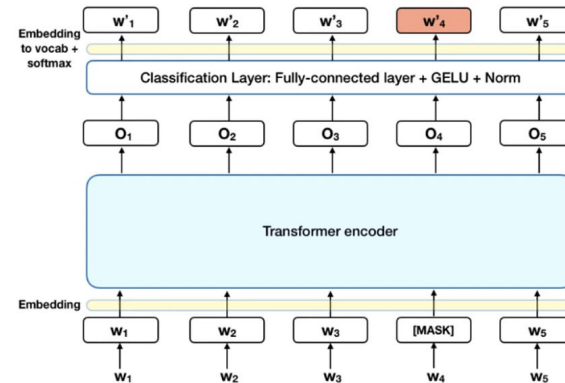 w'₁ w'₂ w'₃ w'₄ w'₅
Embedding
to vocab +
softmax
Classification Layer: Fully-connected layer + GELU + Norm
O₁ O₂ O₃ O₄ O₅
Transformer encoder
Embedding
w₁ w₂ w₃ [MASK] w₅
w₁ w₂ w₃ w₄ w₅